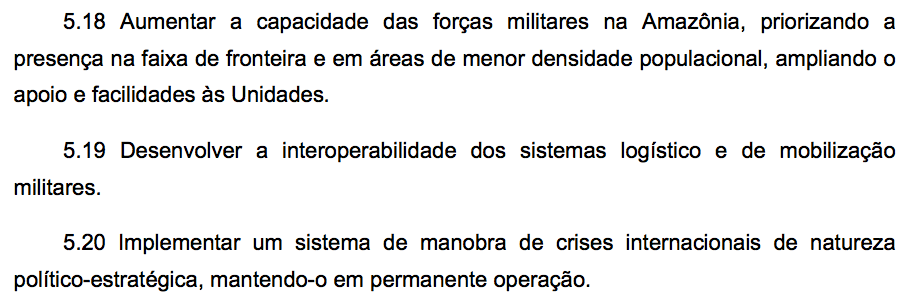 5.18 Aumentar a capacidade das forças militares na Amazônia, priorizando a
presença na faixa de fronteira e em áreas de menor densidade populacional, ampliando o
apoio e facilidades às Unidades.
5.19 Desenvolver a interoperabilidade dos sistemas logístico e de mobilização
militares.
5.20 Implementar um sistema de manobra de crises internacionais de natureza
político-estratégica, mantendo-o em permanente operação.